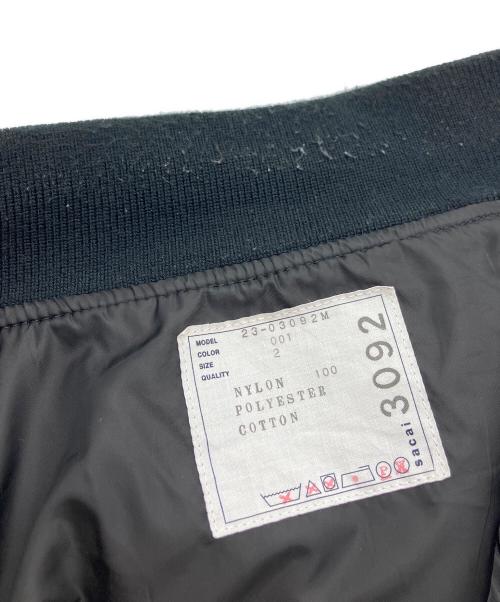 MODEL 23-03092M
COLOR 001
SIZE 2
QUALITY
NYLON 100
POLYESTER
COTTON
P
sacai 3092